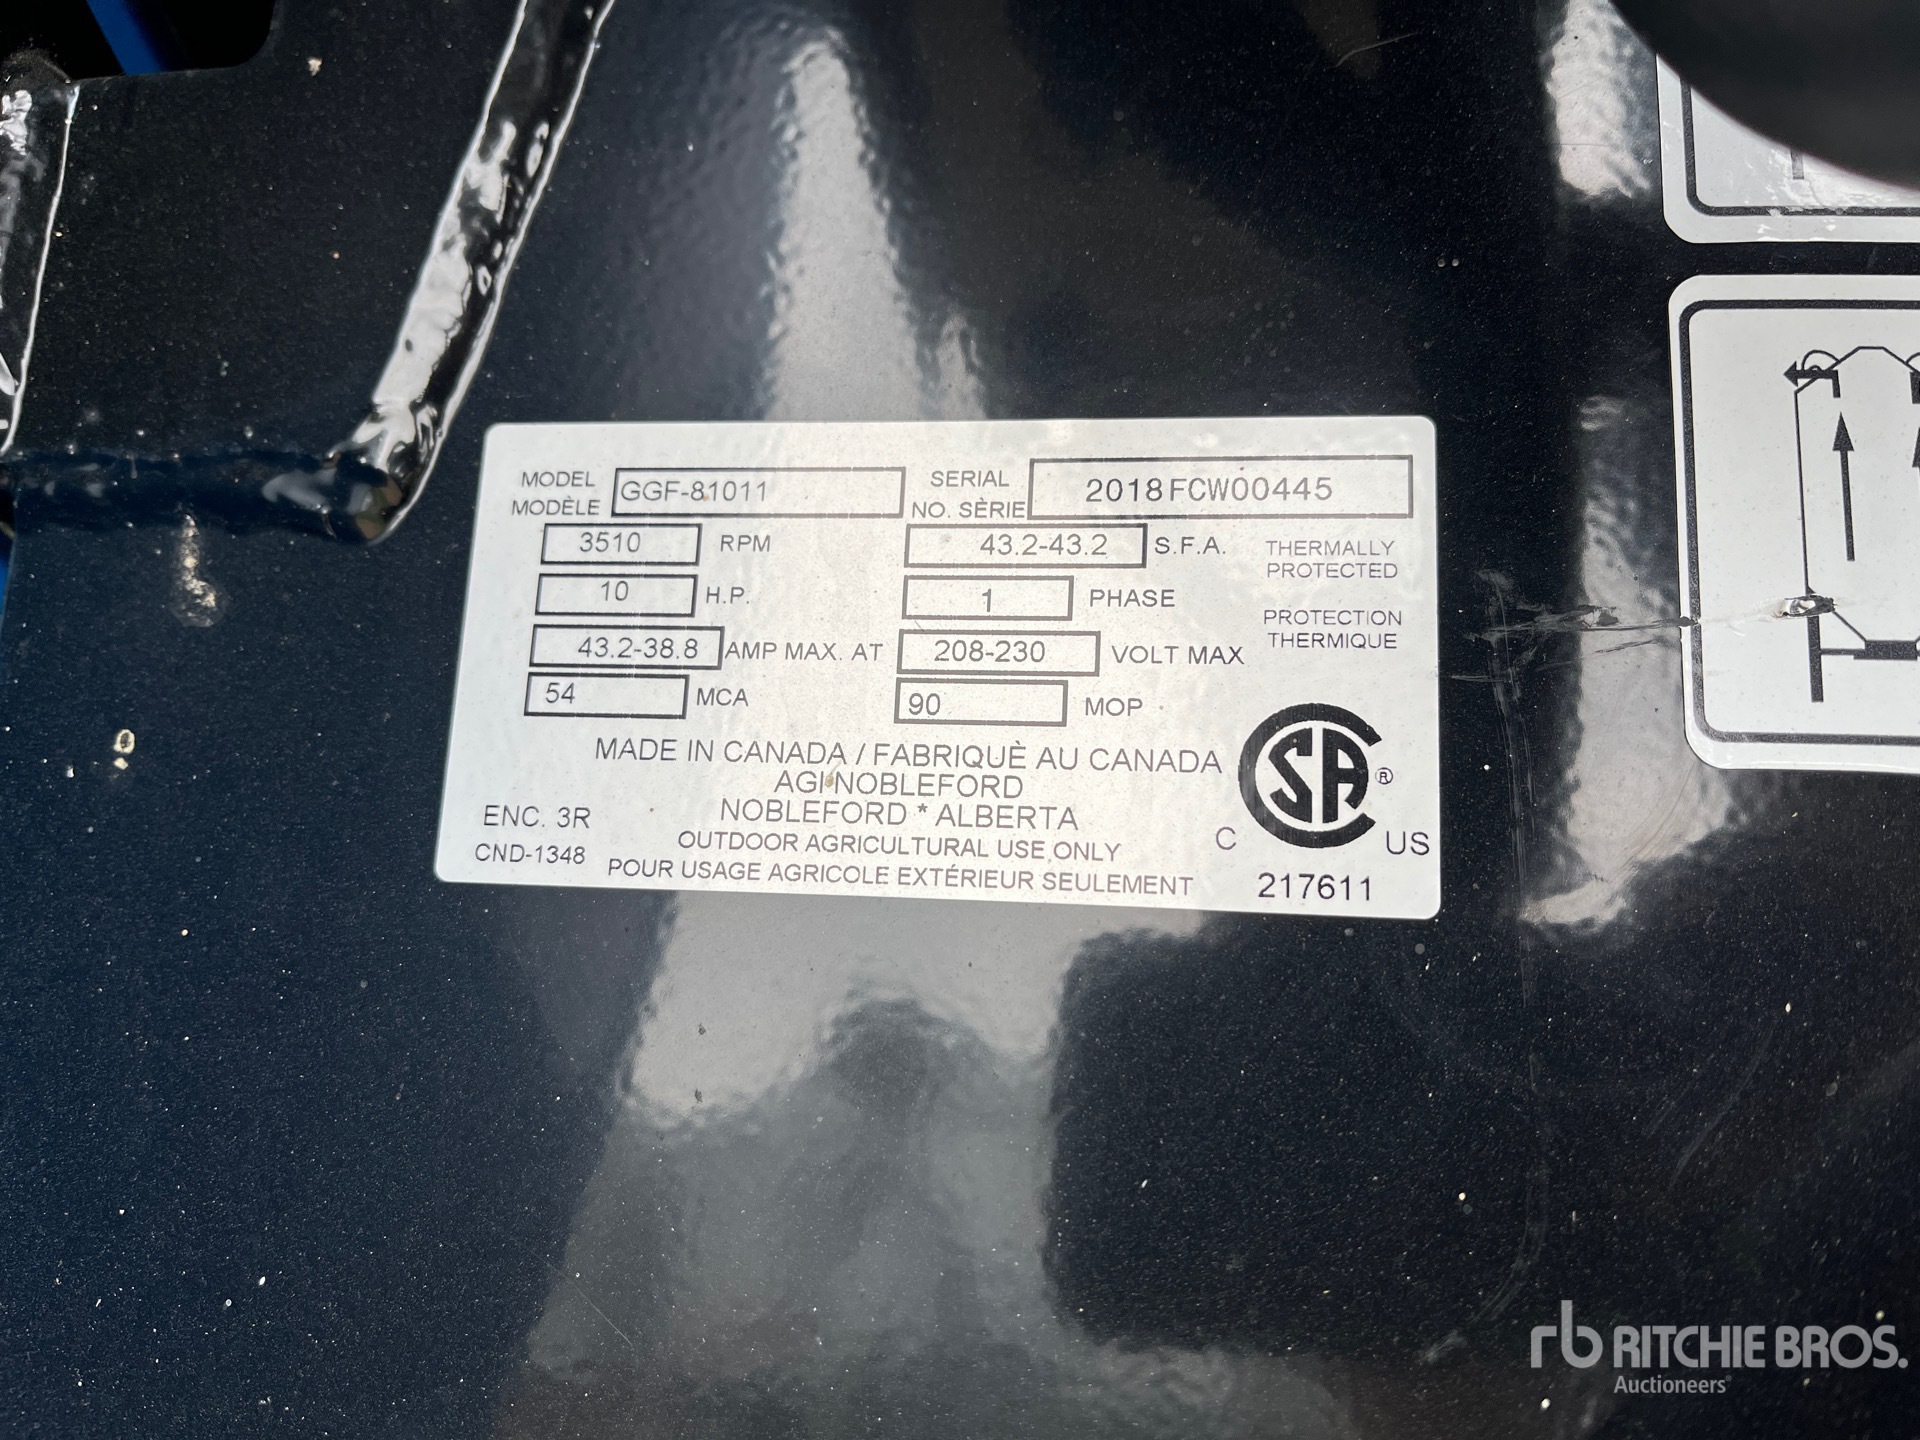 MODEL SERIAL
MODÈLE GGF-81011 NO. SÈRIE 2018FCW00445
3510 RPM 43.2-43.2 S.F.A. THERMALLY
PROTECTED
10 H.P. 1 PHASE PROTECTION
THERMIQUE
43.2-38.8 AMP MAX. AT 208-230 VOLT MAX
54 MCA 90 MOP
MADE IN CANADA / FABRIQUÈ AU CANADA
AGI NOBLEFORD
NOBLEFORD * ALBERTA
ENC. 3R
OUTDOOR AGRICULTURAL USE ONLY
CND-1348
POUR USAGE AGRICOLE EXTÉRIEUR SEULEMENT
CSA ®
C US
217611
rb RITCHIE BROS.
Auctioneers